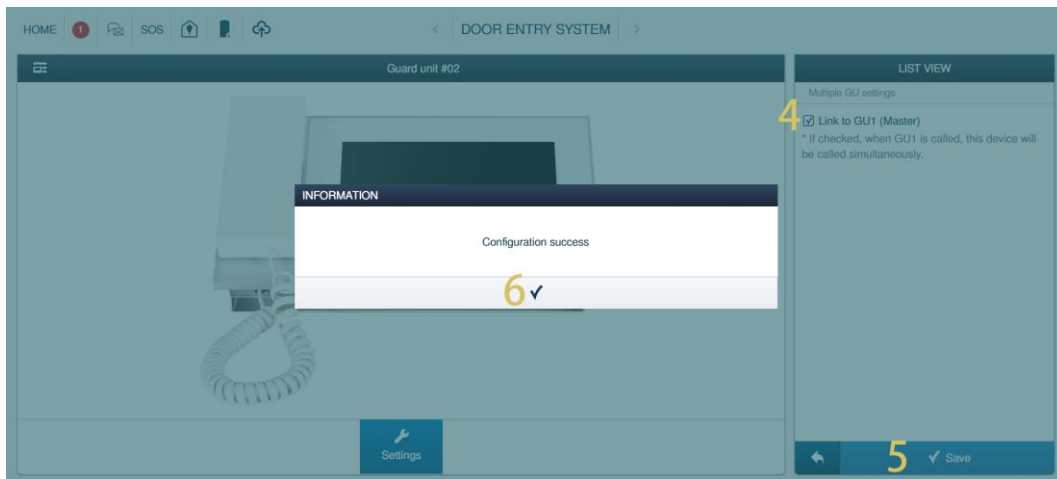 HOME 1 SOS < DOOR ENTRY SYSTEM >
Guard unit #02
LIST VIEW
Multiple GU settings
4 Link to GU1 (Master)
* If checked, when GU1 is called, this device will
be called simultaneously.
INFORMATION
Configuration success
6
Settings
5 Save